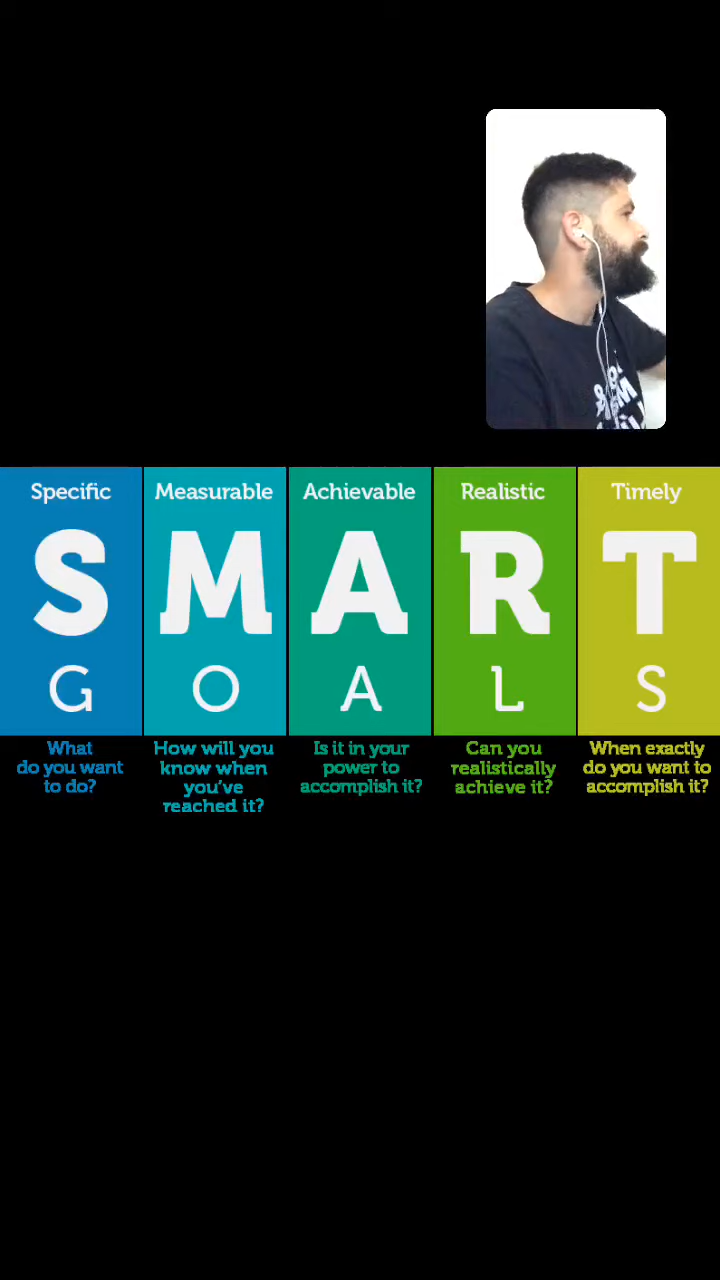 Specific Measurable Achievable Realistic Timely
S M A R T
G O A L S
What
do you want
to do?
How will you
know when
you've
reached it?
Is it in your
power to
accomplish it?
Can you
realistically
achieve it?
When exactly
do you want to
accomplish it?